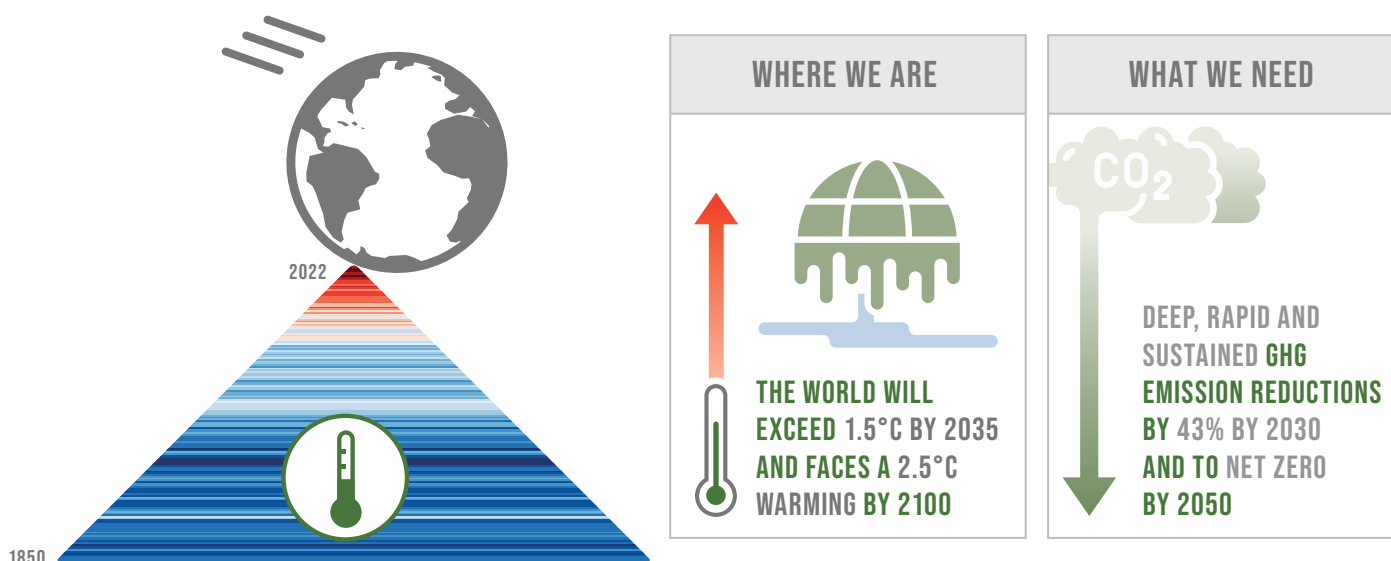 2022
1850
WHERE WE ARE
THE WORLD WILL
EXCEED 1.5°C BY 2035
AND FACES A 2.5°C
WARMING BY 2100
WHAT WE NEED
CO2
DEEP, RAPID AND
SUSTAINED GHG
EMISSION REDUCTIONS
BY 43% BY 2030
AND TO NET ZERO
BY 2050